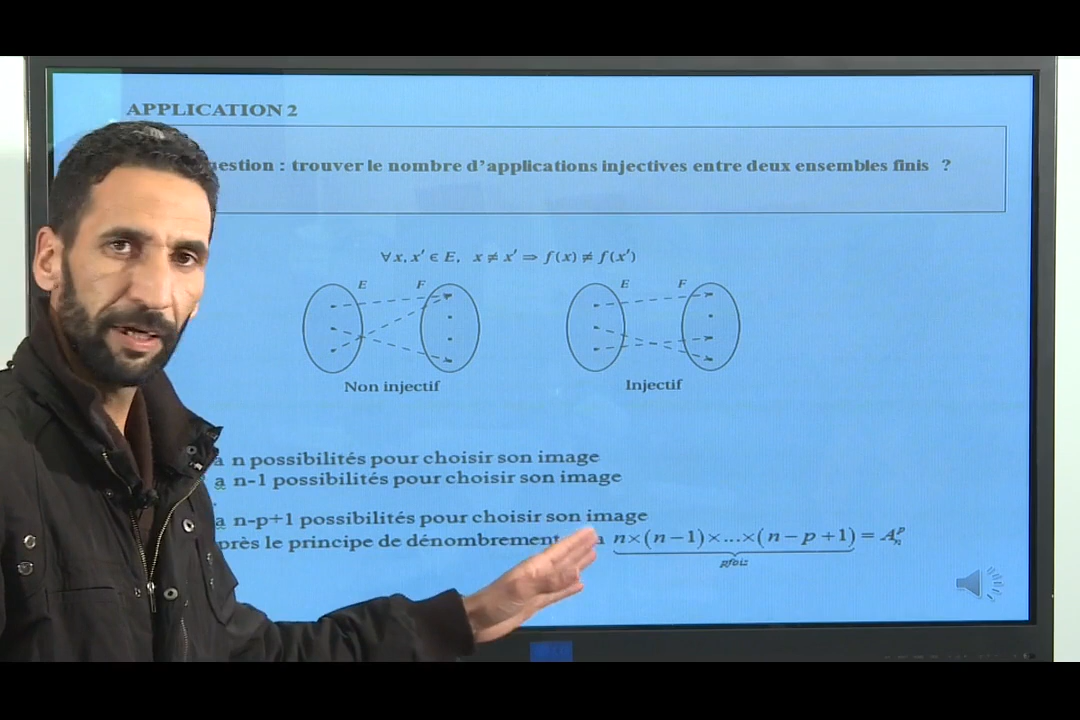 APPLICATION 2
estion : trouver le nombre d'applications injectives entre deux ensembles finis ?
∀x, x' ∈ E, x ≠ x' ⇒ f(x) ≠ f(x')
E F E F
Non injectif Injectif
a n possibilités pour choisir son image
a n-1 possibilités pour choisir son image
a n-p+1 possibilités pour choisir son image
près le principe de dénombrement a n×(n−1)×...×(n−p+1) = Aₙᵖ
pfoiz